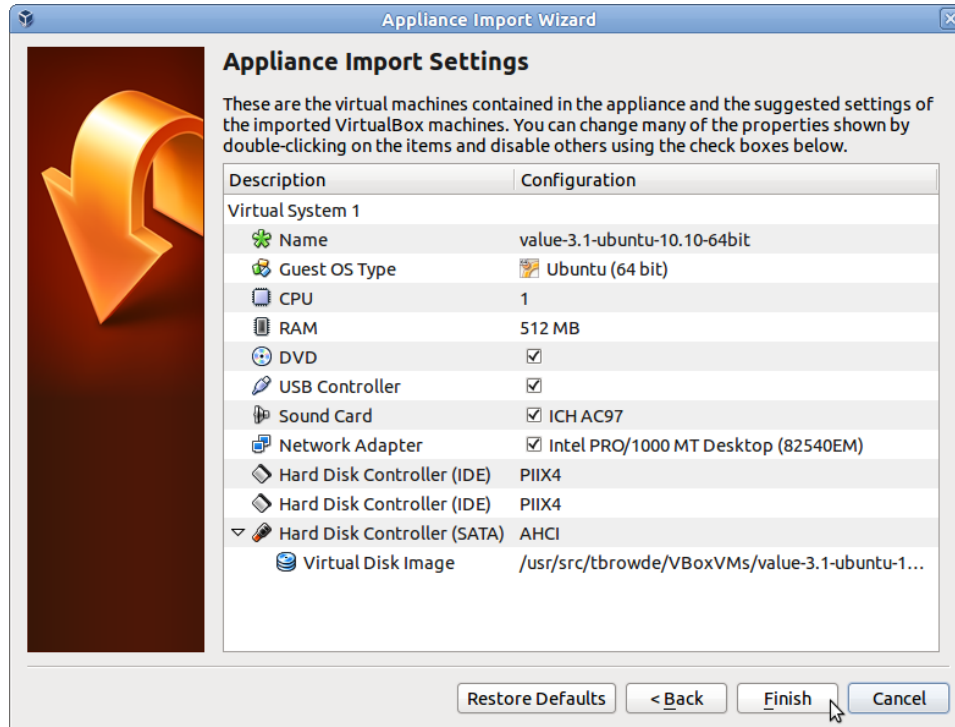 Appliance Import Wizard
Appliance Import Settings
These are the virtual machines contained in the appliance and the suggested settings of
the imported VirtualBox machines. You can change many of the properties shown by
double-clicking on the items and disable others using the check boxes below.
Description Configuration
Virtual System 1
Name value-3.1-ubuntu-10.10-64bit
Guest OS Type Ubuntu (64 bit)
CPU 1
RAM 512 MB
DVD
USB Controller
Sound Card ICH AC97
Network Adapter Intel PRO/1000 MT Desktop (82540EM)
Hard Disk Controller (IDE) PIIX4
Hard Disk Controller (IDE) PIIX4
Hard Disk Controller (SATA) AHCI
Virtual Disk Image /usr/src/tbrowde/VBoxVMs/value-3.1-ubuntu-1...
Restore Defaults < Back Finish Cancel